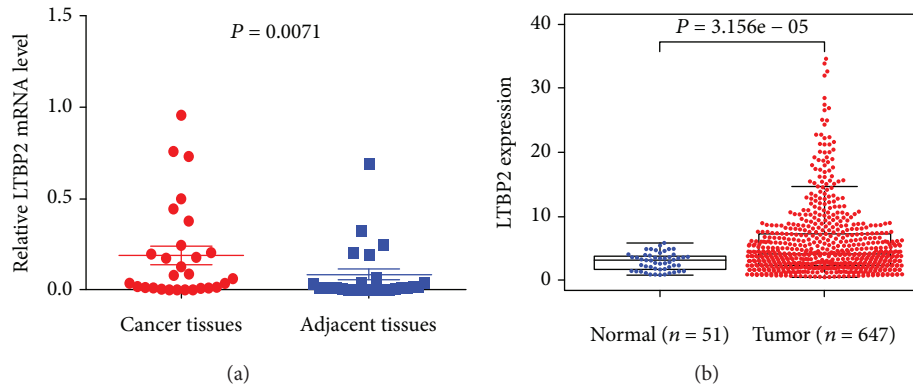 Relative LTBP2 mRNA level
1.5
1.0
0.5
0.0
P = 0.0071
Cancer tissues
Adjacent tissues
(a)
LTBP2 expression
40
30
20
10
0
P = 3.156e − 05
Normal (n = 51)
Tumor (n = 647)
(b)